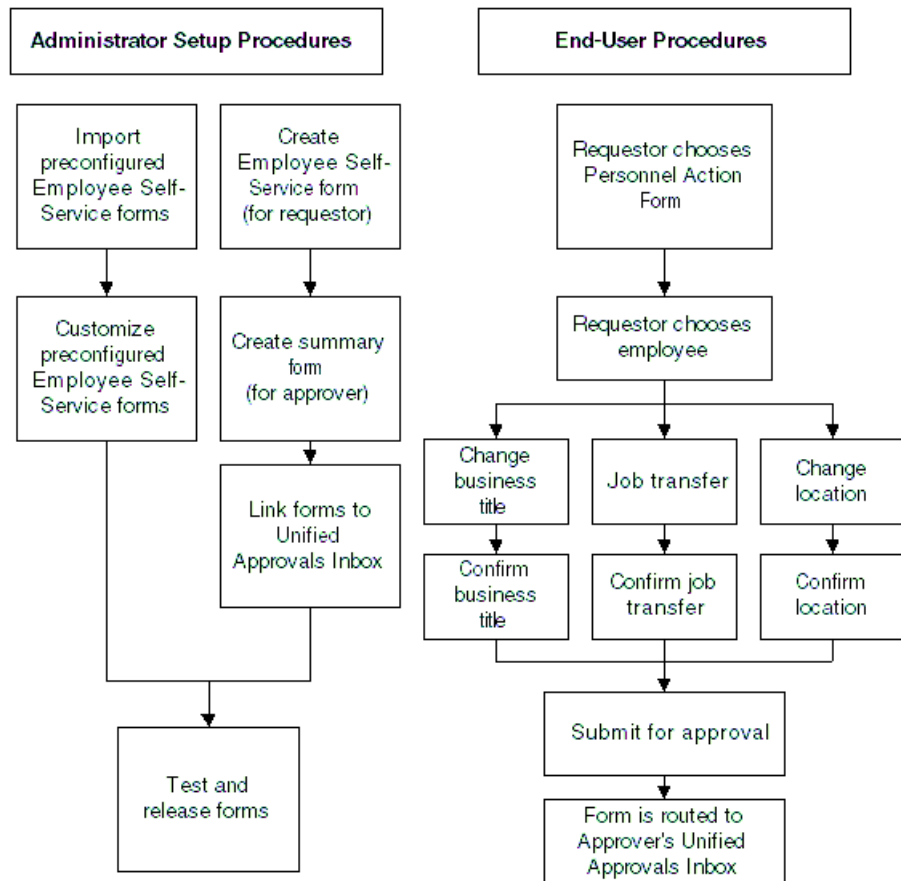 Administrator Setup Procedures
End-User Procedures
Import
preconfigured
Employee Self-
Service forms
Create
Employee Self-
Service form
(for requestor)
Requestor chooses
Personnel Action
Form
Customize
preconfigured
Employee Self-
Service forms
Create summary
form
(for approver)
Requestor chooses
employee
Link forms to
Unified
Approvals Inbox
Change
business
title
Job transfer
Change
location
Confirm
business
title
Confirm job
transfer
Confirm
location
Test and
release forms
Submit for approval
Form is routed to
Approver's Unified
Approvals Inbox